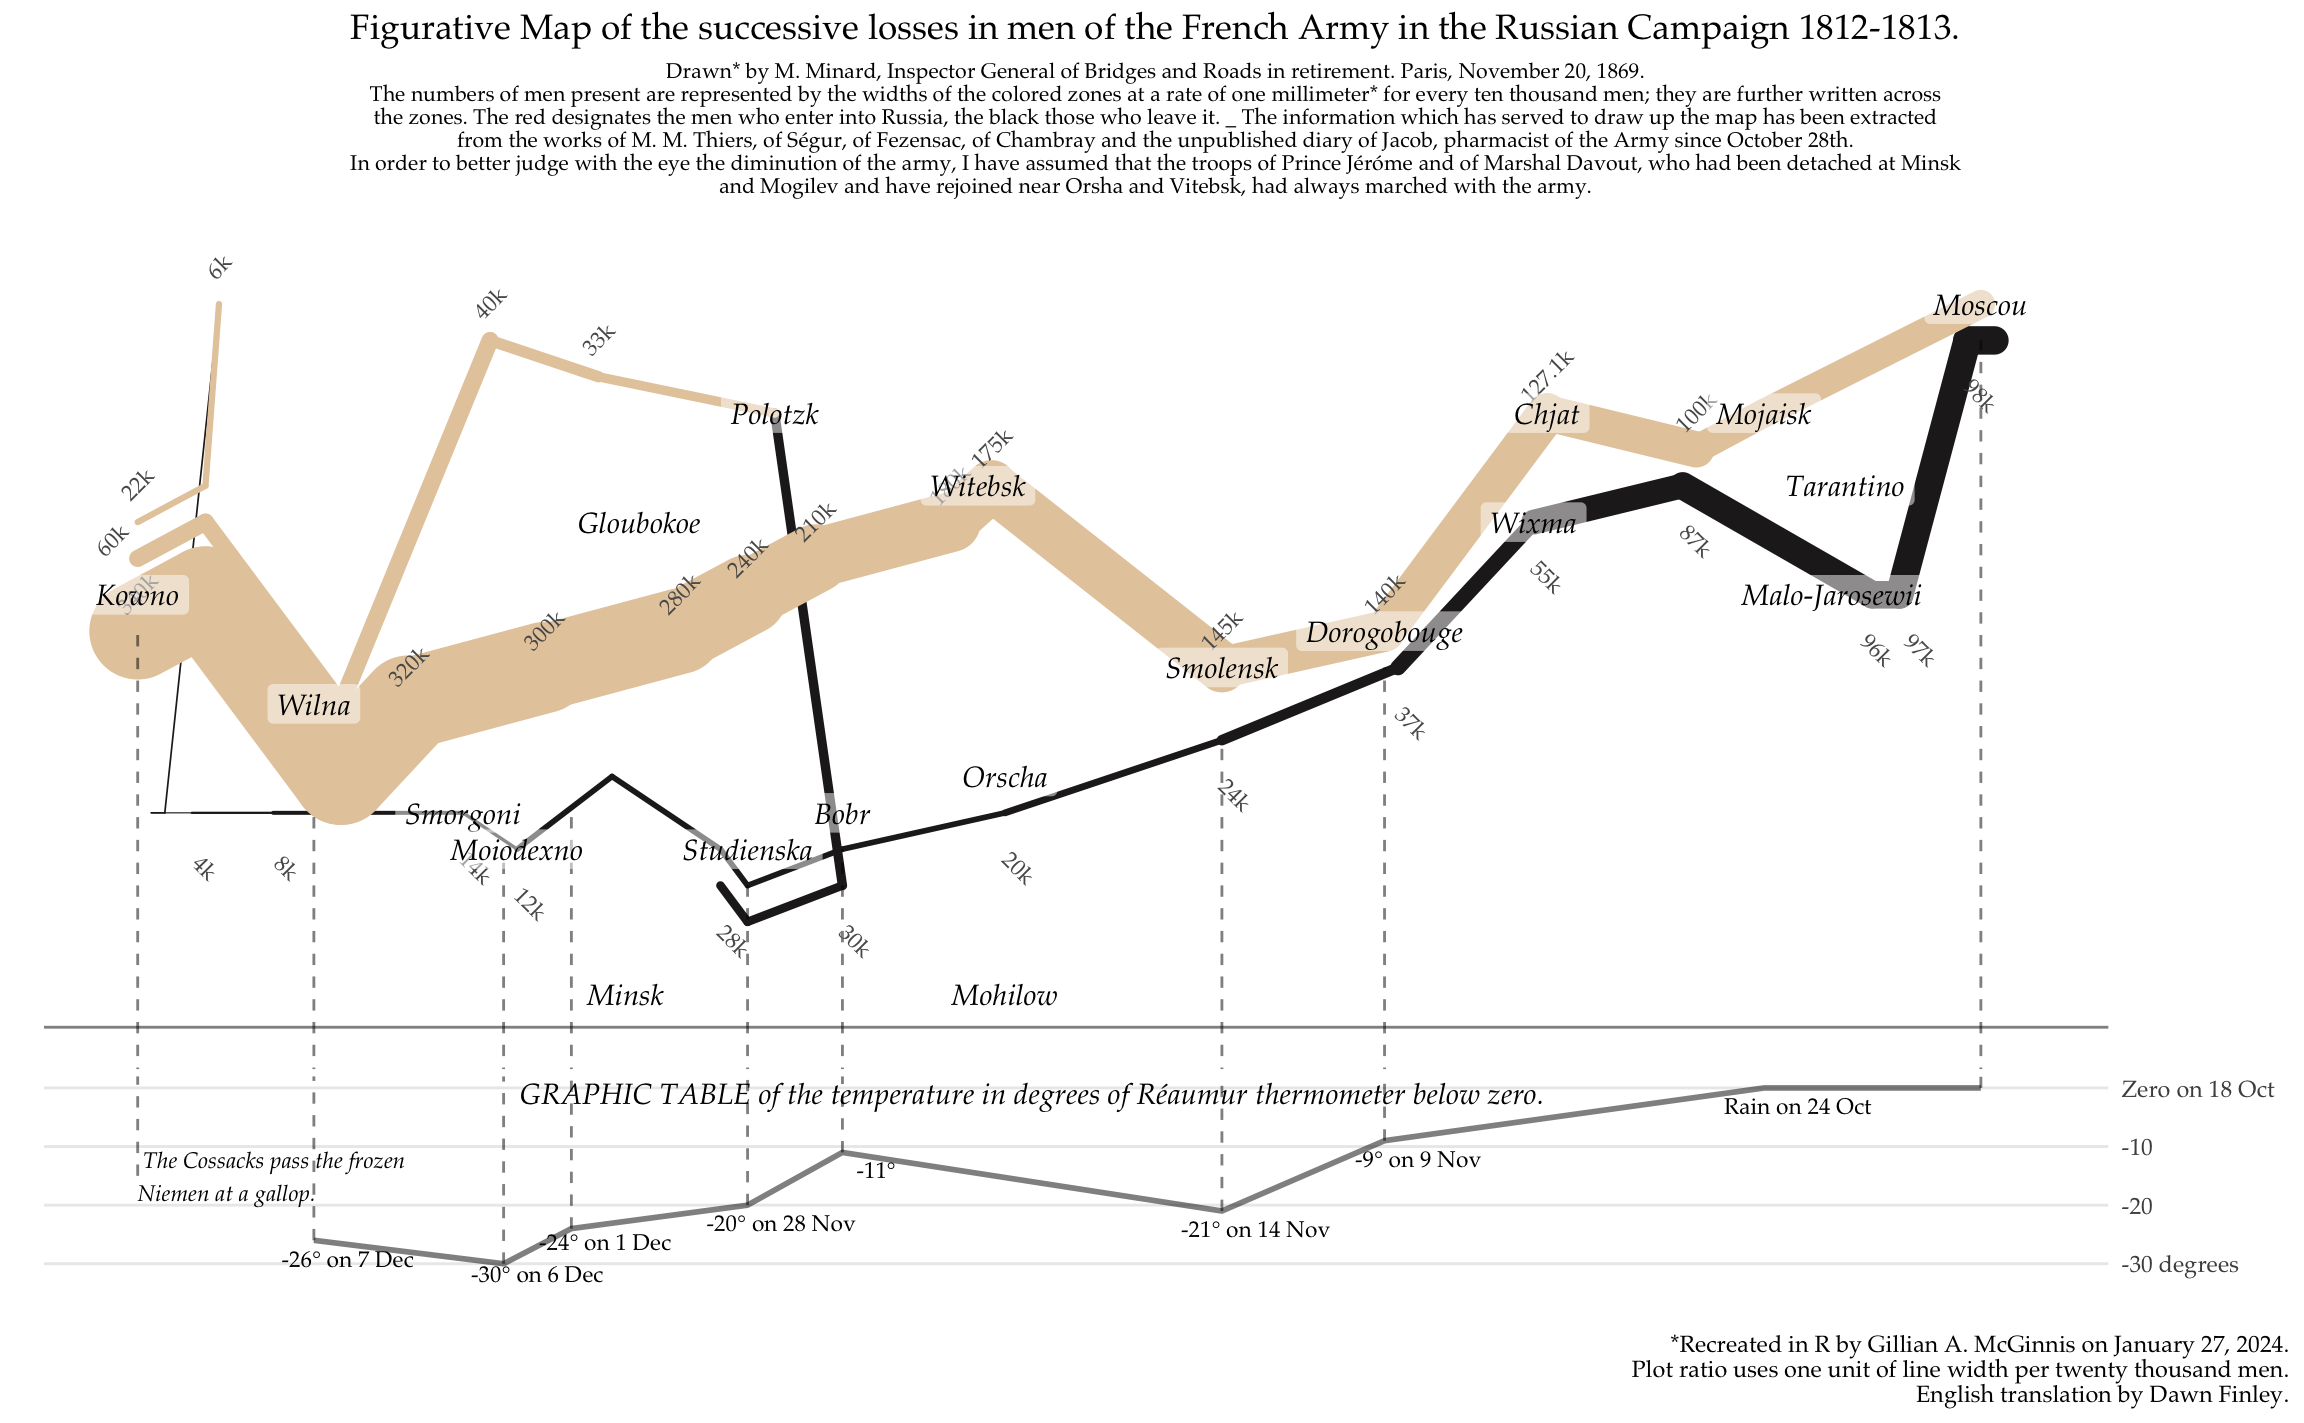 Figurative Map of the successive losses in men of the French Army in the Russian Campaign 1812-1813.
Drawn* by M. Minard, Inspector General of Bridges and Roads in retirement. Paris, November 20, 1869.
The numbers of men present are represented by the widths of the colored zones at a rate of one millimeter* for every ten thousand men; they are further written across
the zones. The red designates the men who enter into Russia, the black those who leave it. _ The information which has served to draw up the map has been extracted
from the works of M. M. Thiers, of Ségur, of Fezensac, of Chambray and the unpublished diary of Jacob, pharmacist of the Army since October 28th.
In order to better judge with the eye the diminution of the army, I have assumed that the troops of Prince Jéróme and of Marshal Davout, who had been detached at Minsk
and Mogilev and have rejoined near Orsha and Vitebsk, had always marched with the army.
6k
40k
Moscou
33k
127.1k
98k
Polotzk
Chjat
100k
Mojaisk
175k
22k
Witebsk
Tarantino
60k
Gloubokoe
210k
Wixma
87k
240k
55k
Kowno
280k
140k
Malo-Jarosewii
300k
145k
Dorogobouge
96k
97k
320k
Smolensk
Wilna
37k
Orscha
24k
Smorgoni
Bobr
Moiodexno
Studienska
4k
8k
14k
20k
12k
28k
30k
Minsk
Mohilow
GRAPHIC TABLE of the temperature in degrees of Réaumur thermometer below zero.
Zero on 18 Oct
Rain on 24 Oct
-10
The Cossacks pass the frozen
Niemen at a gallop.
-11°
-9° on 9 Nov
-20
-20° on 28 Nov
-21° on 14 Nov
-24° on 1 Dec
-26° on 7 Dec
-30° on 6 Dec
-30 degrees
*Recreated in R by Gillian A. McGinnis on January 27, 2024.
Plot ratio uses one unit of line width per twenty thousand men.
English translation by Dawn Finley.